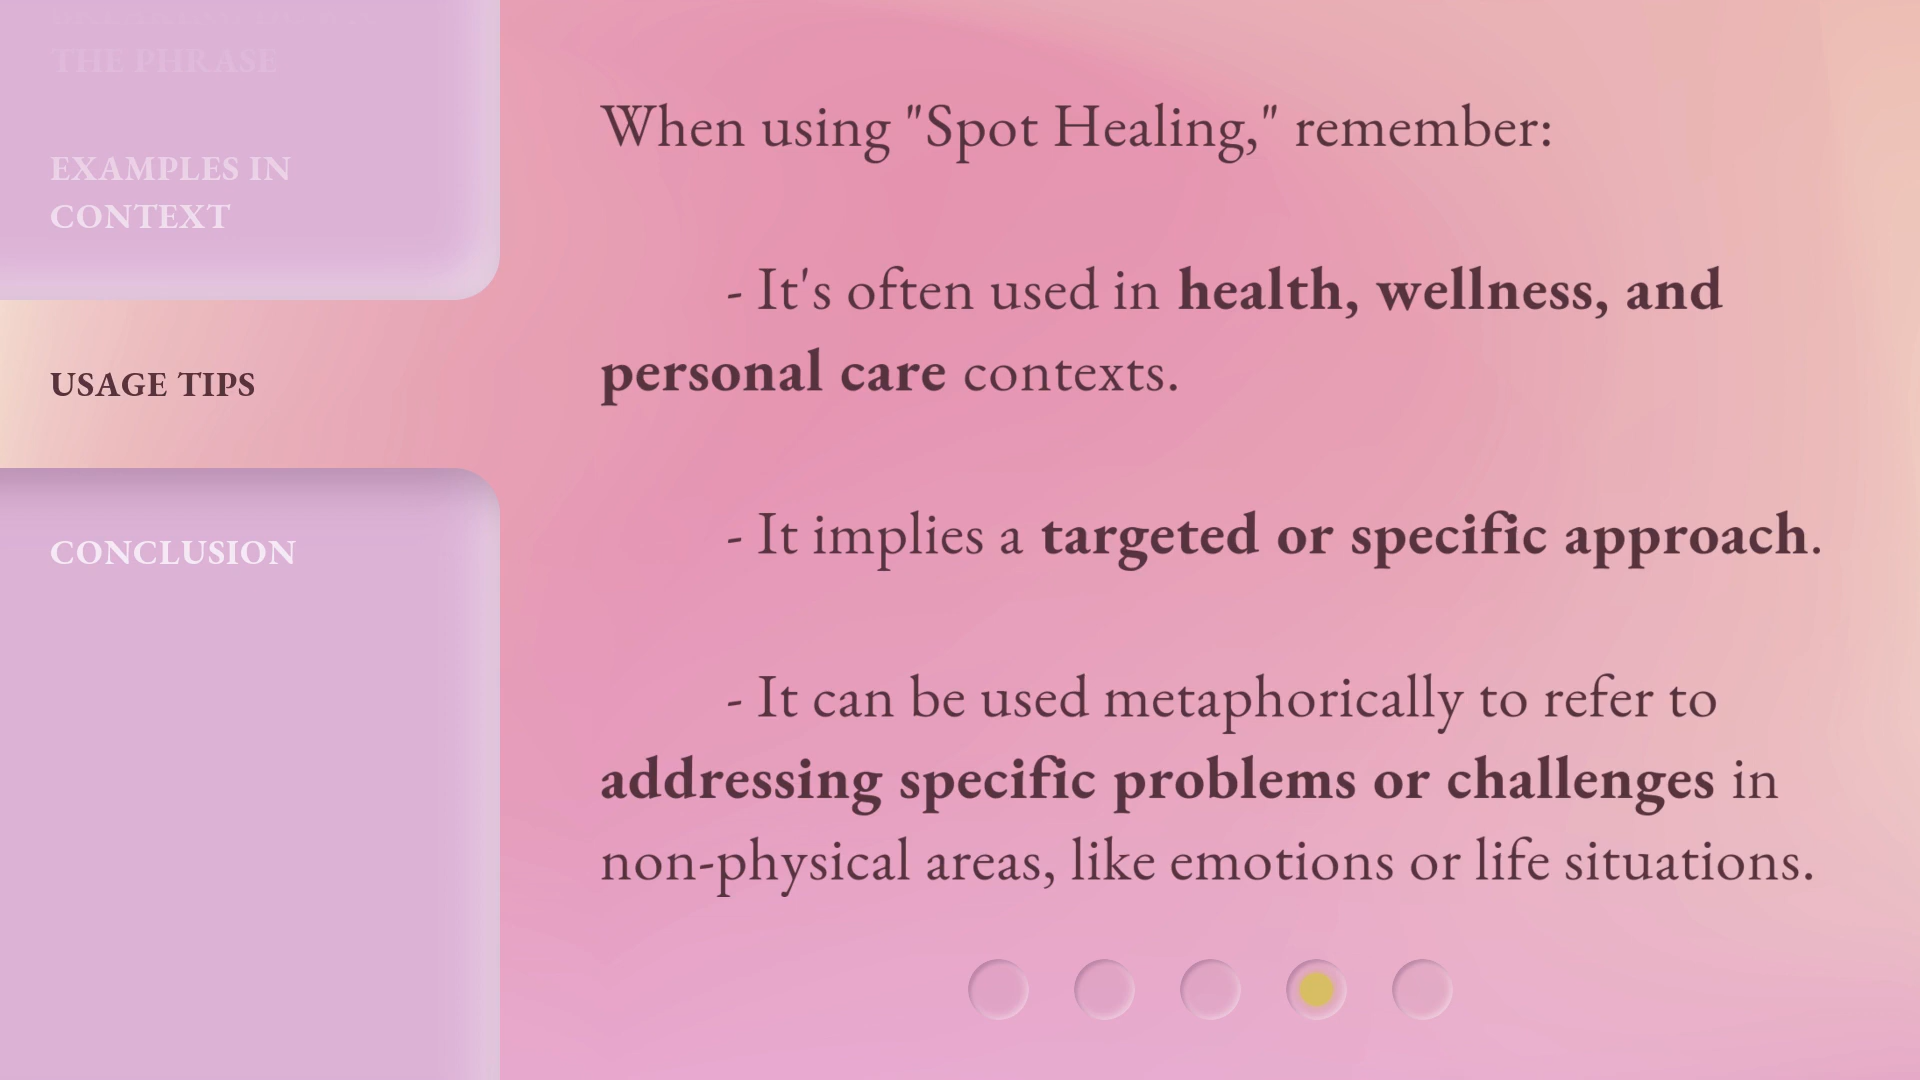 THE PHRASE
EXAMPLES IN
CONTEXT
USAGE TIPS
CONCLUSION
When using "Spot Healing," remember:
- It's often used in health, wellness, and
personal care contexts.
- It implies a targeted or specific approach.
- It can be used metaphorically to refer to
addressing specific problems or challenges in
non-physical areas, like emotions or life situations.